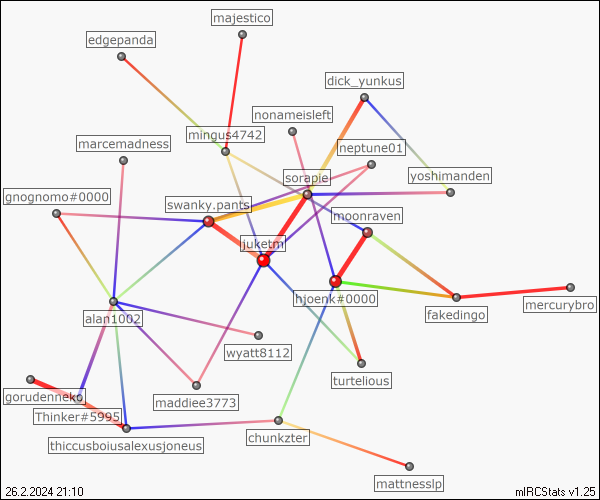 majestico
edgepanda
dick_yunkus
nonameisleft
mingus4742
marcemadness
neptune01
sorapie
yoshimanden
gnognomo#0000
swanky.pants
moonraven
juketm
hjoenk#0000
mercurybro
fakedingo
alan1002
wyatt8112
turtelious
gorudenneko
maddiee3773
Thinker#5995
chunkzter
thiccusboiusalexusjoneus
mattnesslp
26.2.2024 21:10
mIRCStats v1.25